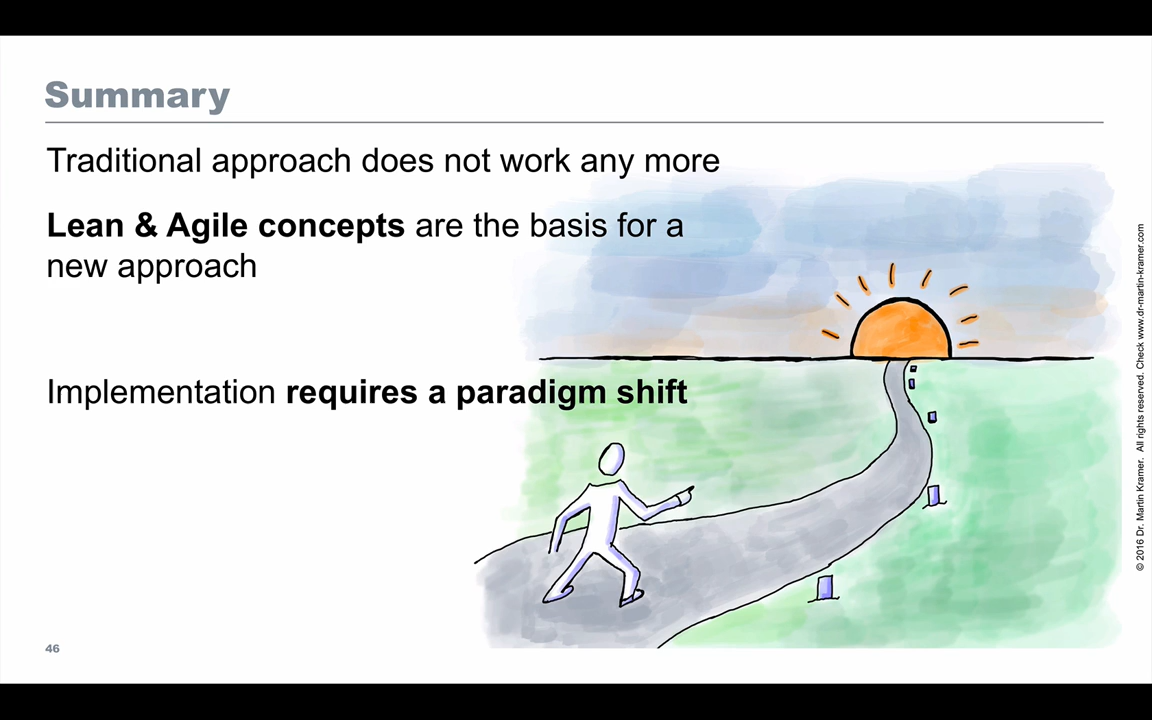 Summary
Traditional approach does not work any more
Lean & Agile concepts are the basis for a
new approach
Implementation requires a paradigm shift
© 2016 Dr. Martin Kramer. All rights reserved. Check www.dr-martin-kramer.com
46